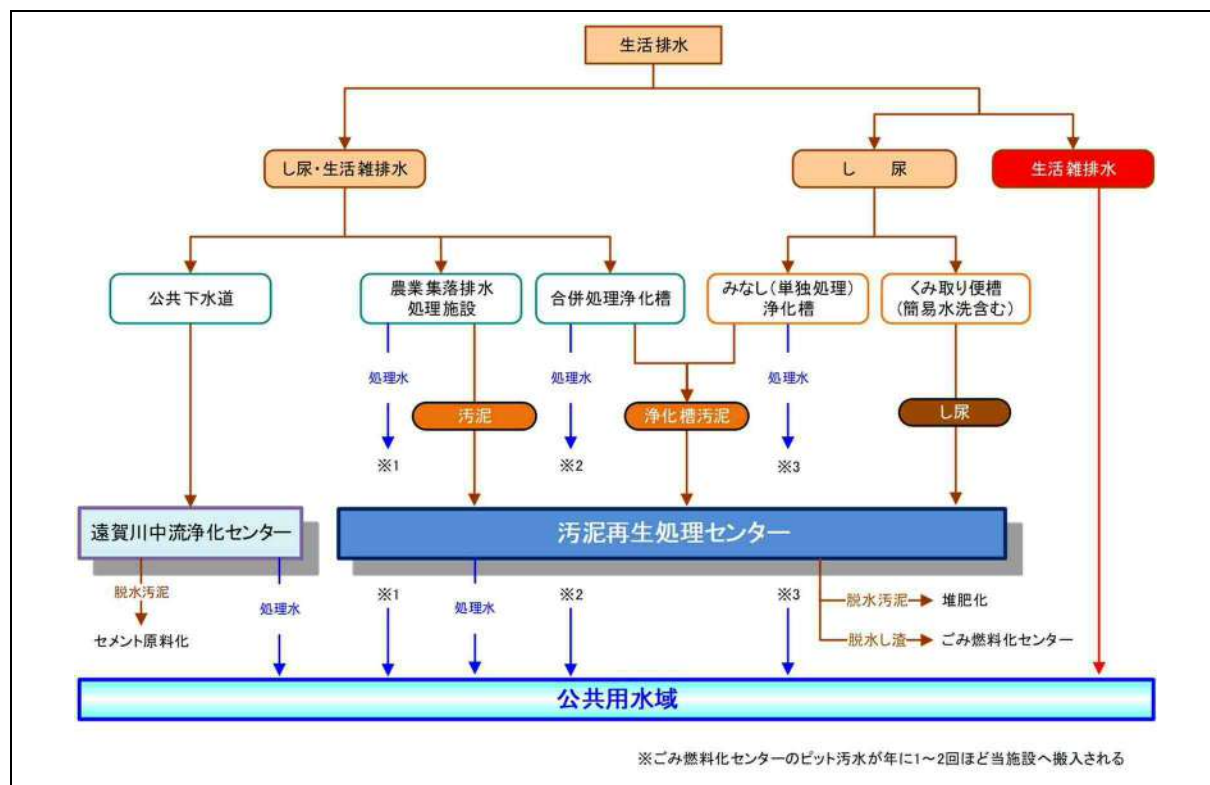 生活排水
し尿・生活雑排水
し　尿
生活雑排水
公共下水道
農業集落排水
処理施設
合併処理浄化槽
みなし(単独処理)
浄化槽
くみ取り便槽
(簡易水洗含む)
処理水
処理水
処理水
汚泥
浄化槽汚泥
し尿
※1
※2
※3
遠賀川中流浄化センター
汚泥再生処理センター
脱水汚泥
処理水
※1
処理水
※2
※3
脱水汚泥
堆肥化
セメント原料化
脱水し渣
ごみ燃料化センター
公共用水域
※ごみ燃料化センターのピット汚水が年に1～2回ほど当施設へ搬入される